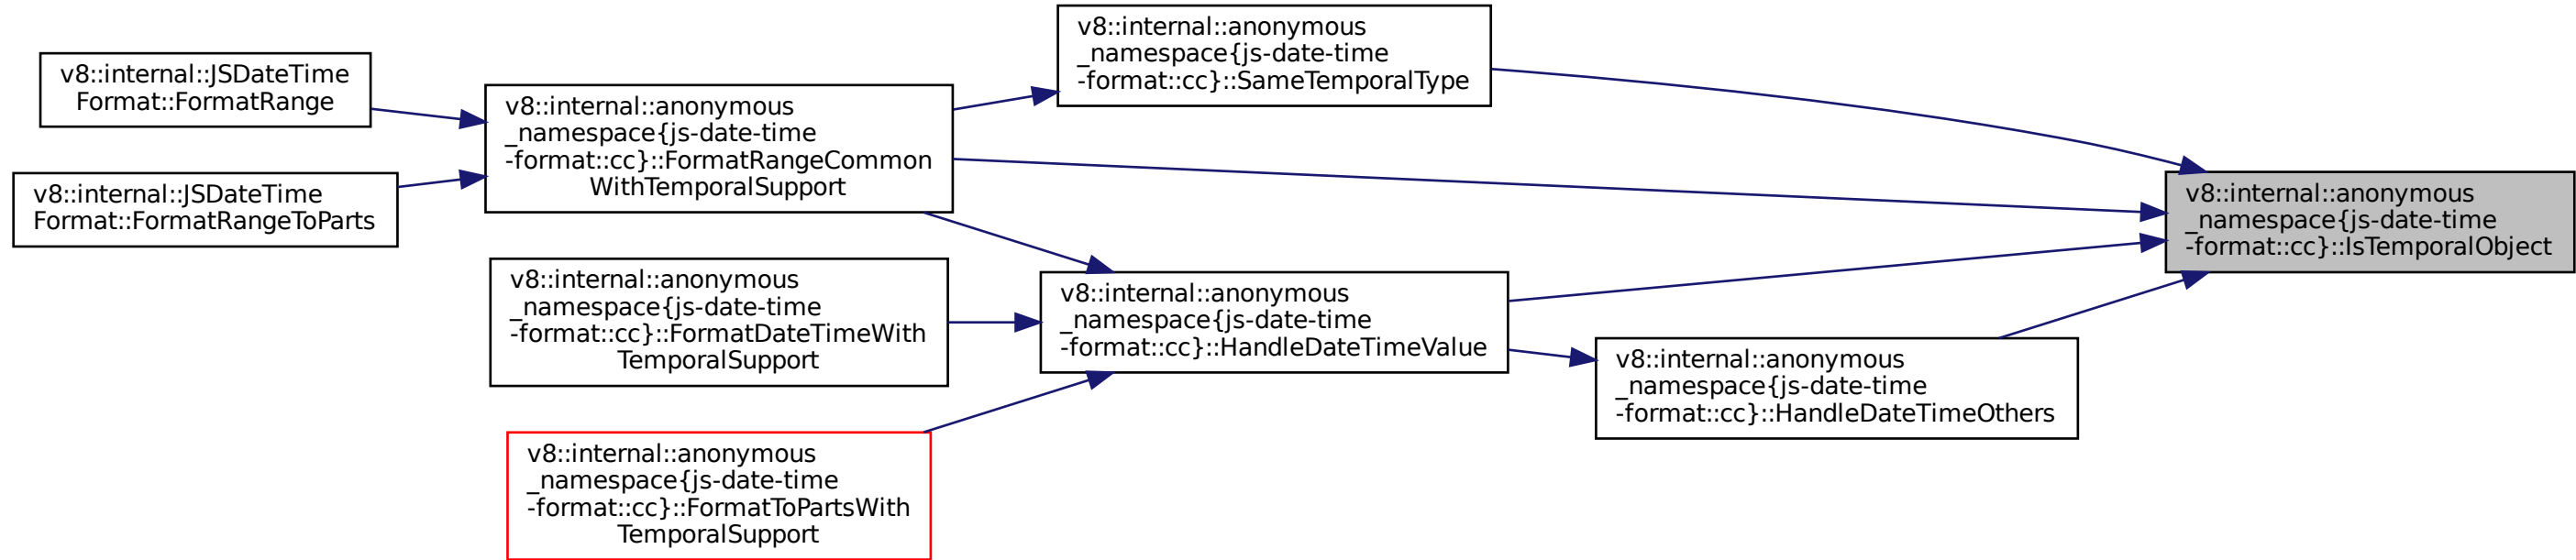 v8::internal::JSDateTime
Format::FormatRange
v8::internal::JSDateTime
Format::FormatRangeToParts
v8::internal::anonymous
_namespace{js-date-time
-format::cc}::FormatRangeCommon
WithTemporalSupport
v8::internal::anonymous
_namespace{js-date-time
-format::cc}::FormatDateTimeWith
TemporalSupport
v8::internal::anonymous
_namespace{js-date-time
-format::cc}::FormatToPartsWith
TemporalSupport
v8::internal::anonymous
_namespace{js-date-time
-format::cc}::SameTemporalType
v8::internal::anonymous
_namespace{js-date-time
-format::cc}::HandleDateTimeValue
v8::internal::anonymous
_namespace{js-date-time
-format::cc}::HandleDateTimeOthers
v8::internal::anonymous
_namespace{js-date-time
-format::cc}::IsTemporalObject